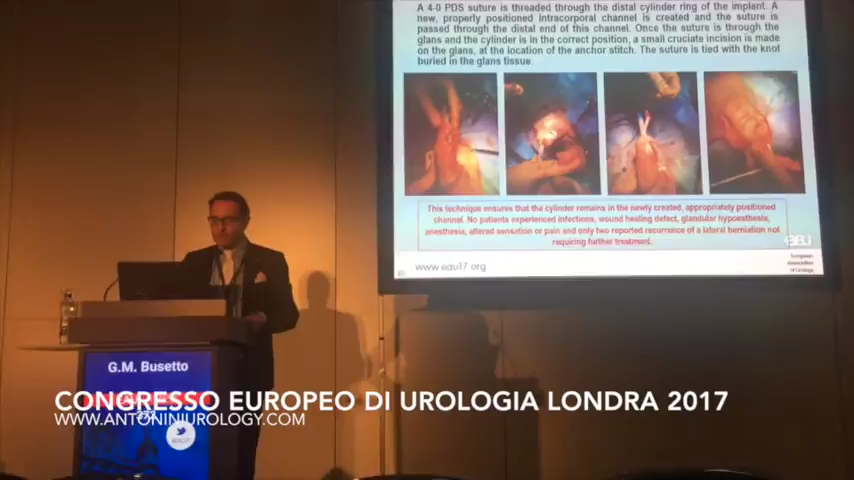 A 4-0 PDS suture is threaded through the distal cylinder ring of the implant. A
new, properly positioned intracorporal channel is created and the suture is
passed through the distal end of this channel. Once the suture is through the
glans and the cylinder is in the correct position, a small cruciate incision is made
on the glans, at the location of the anchor stitch. The suture is tied with the knot
buried in the glans tissue
This technique ensures that the cylinder remains in the newly created, appropriately positioned
channel. No patients experienced infections, wound healing defect, glandular hypoesthesia,
anesthesia, altered sensation or pain and only two reported recurrence of a lateral herniation not
requiring further treatment.
www.eau17.org
EAU
European
Association
of Urology
G.M. Busetto
CONGRESSO EUROPEO DI UROLOGIA LONDRA 2017
WWW.ANTONINIUROLOGY.COM